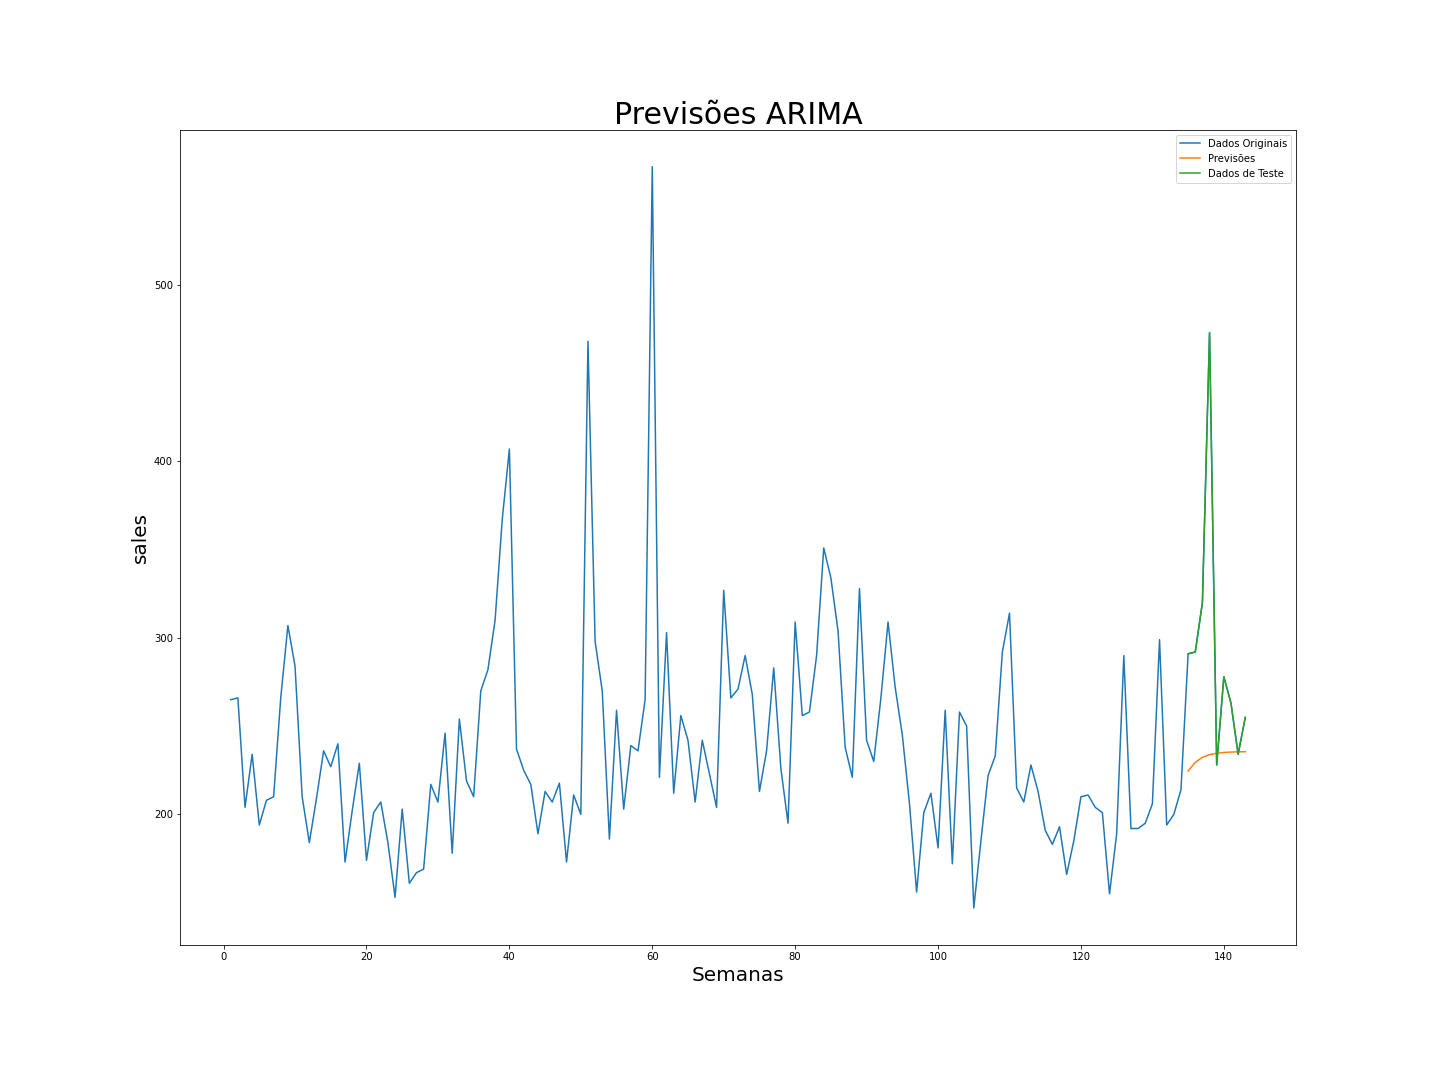 Previsões ARIMA
Dados Originais
Previsões
Dados de Teste
500
400
300
200
sales
0 20 40 60 80 100 120 140
Semanas